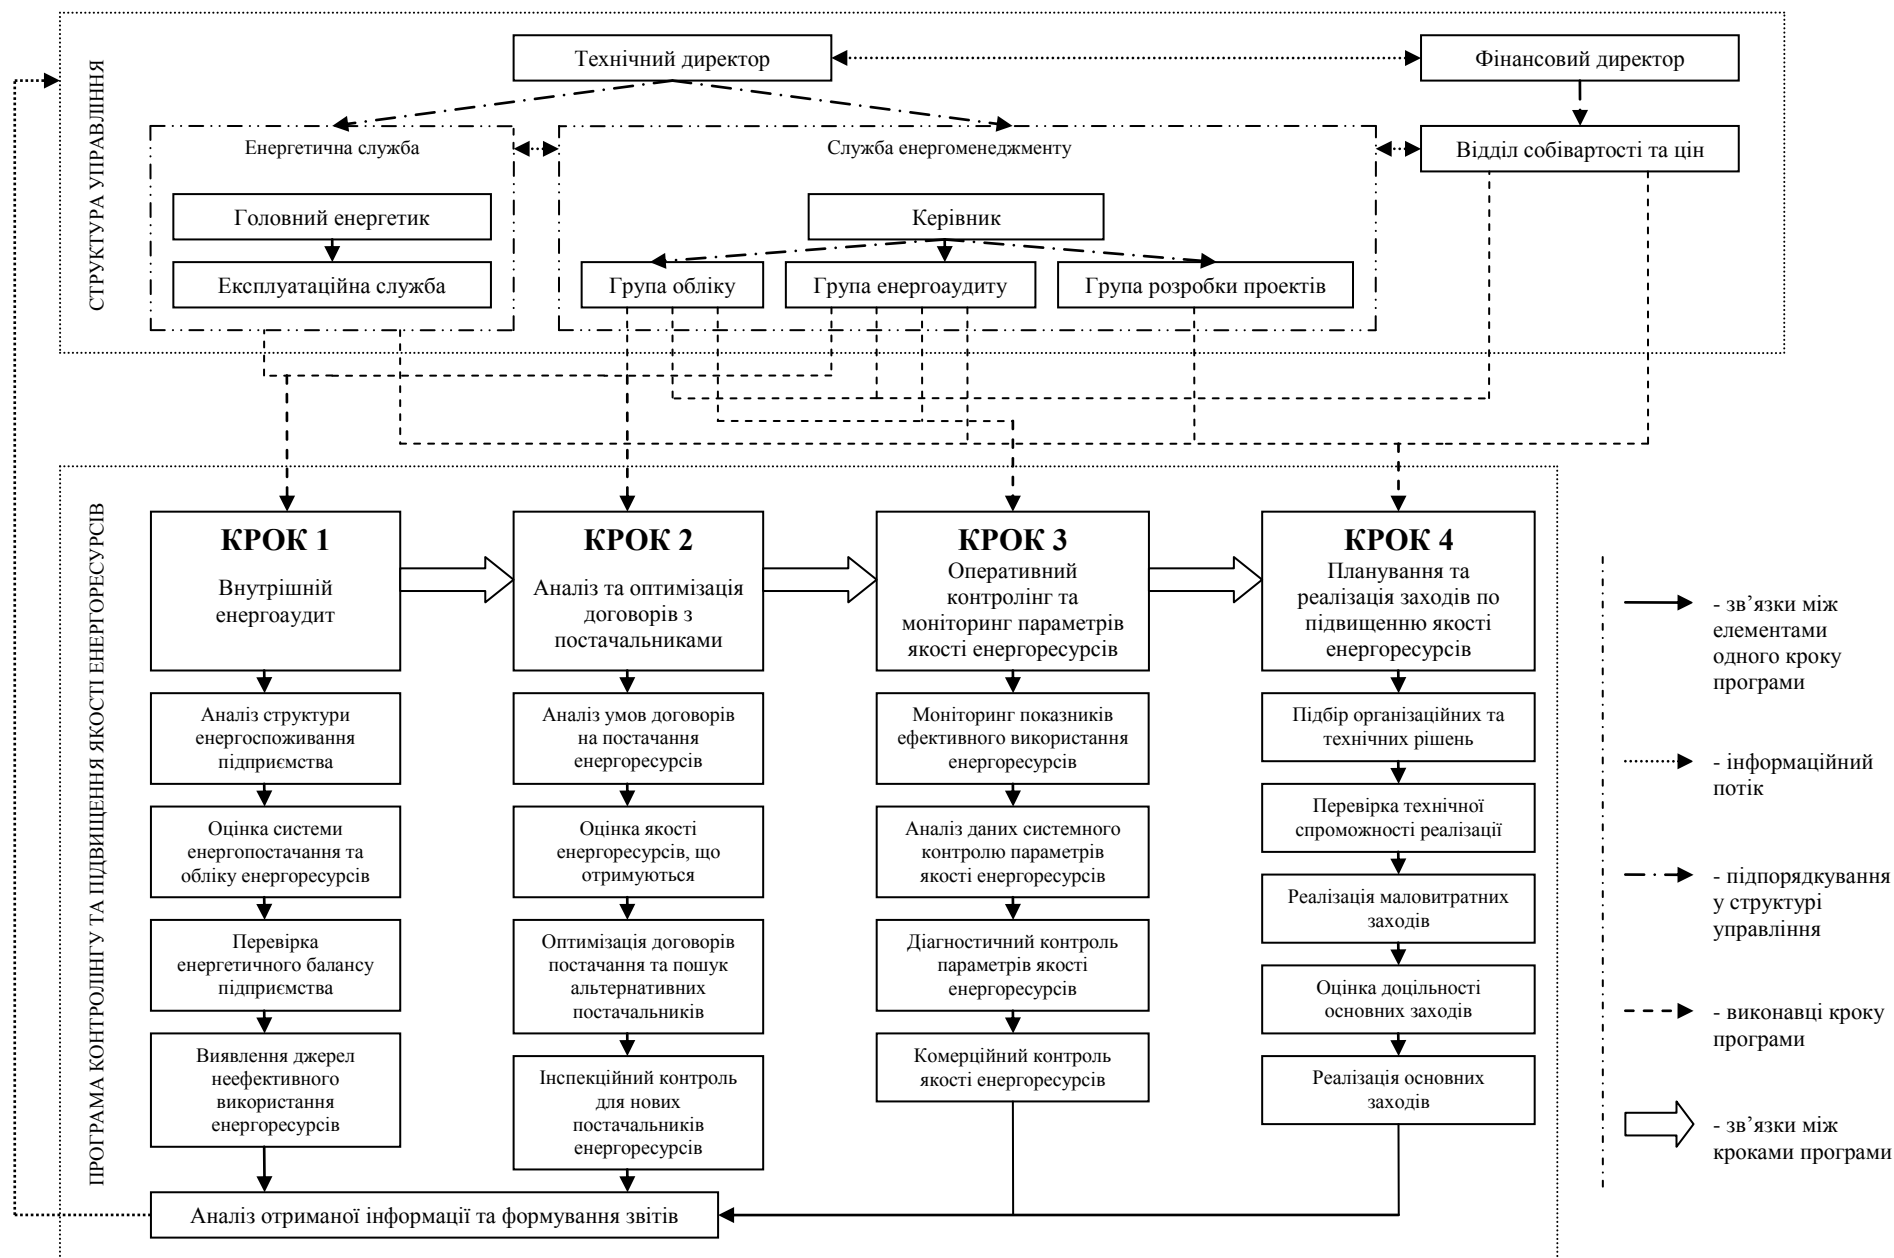 СТРУКТУРА УПРАВЛІННЯ
Технічний директор
Фінансовий директор
Енергетична служба
Служба енергоменеджменту
Відділ собівартості та цін
Головний енергетик
Керівник
Експлуатаційна служба
Група обліку
Група енергоаудиту
Група розробки проектів
ПРОГРАМА КОНТРОЛІНГУ ТА ПІДВИЩЕННЯ ЯКОСТІ ЕНЕРГОРЕСУРСІВ
КРОК 1
Внутрішній
енергоаудит
Аналіз структури
енергоспоживання
підприємства
Оцінка системи
енергопостачання та
обліку енергоресурсів
Перевірка
енергетичного балансу
підприємства
Виявлення джерел
неефективного
використання
енергоресурсів
КРОК 2
Аналіз та оптимізація
договорів з
постачальниками
Аналіз умов договорів
на постачання
енергоресурсів
Оцінка якості
енергоресурсів, що
отримуються
Оптимізація договорів
постачання та пошук
альтернативних
постачальників
Інспекційний контроль
для нових
постачальників
енергоресурсів
КРОК 3
Оперативний
контролінг та
моніторинг параметрів
якості енергоресурсів
Моніторинг показників
ефективного використання
енергоресурсів
Аналіз даних системного
контролю параметрів
якості енергоресурсів
Діагностичний контроль
параметрів якості
енергоресурсів
Комерційний контроль
якості енергоресурсів
КРОК 4
Планування та
реалізація заходів по
підвищенню якості
енергоресурсів
Підбір організаційних та
технічних рішень
Перевірка технічної
спроможності реалізації
Реалізація маловитратних
заходів
Оцінка доцільності
основних заходів
Реалізація основних
заходів
Аналіз отриманої інформації та формування звітів
- зв’язки між
елементами
одного кроку
програми
- інформаційний
потік
- підпорядкування
у структурі
управління
- виконавці кроку
програми
- зв’язки між
кроками програми